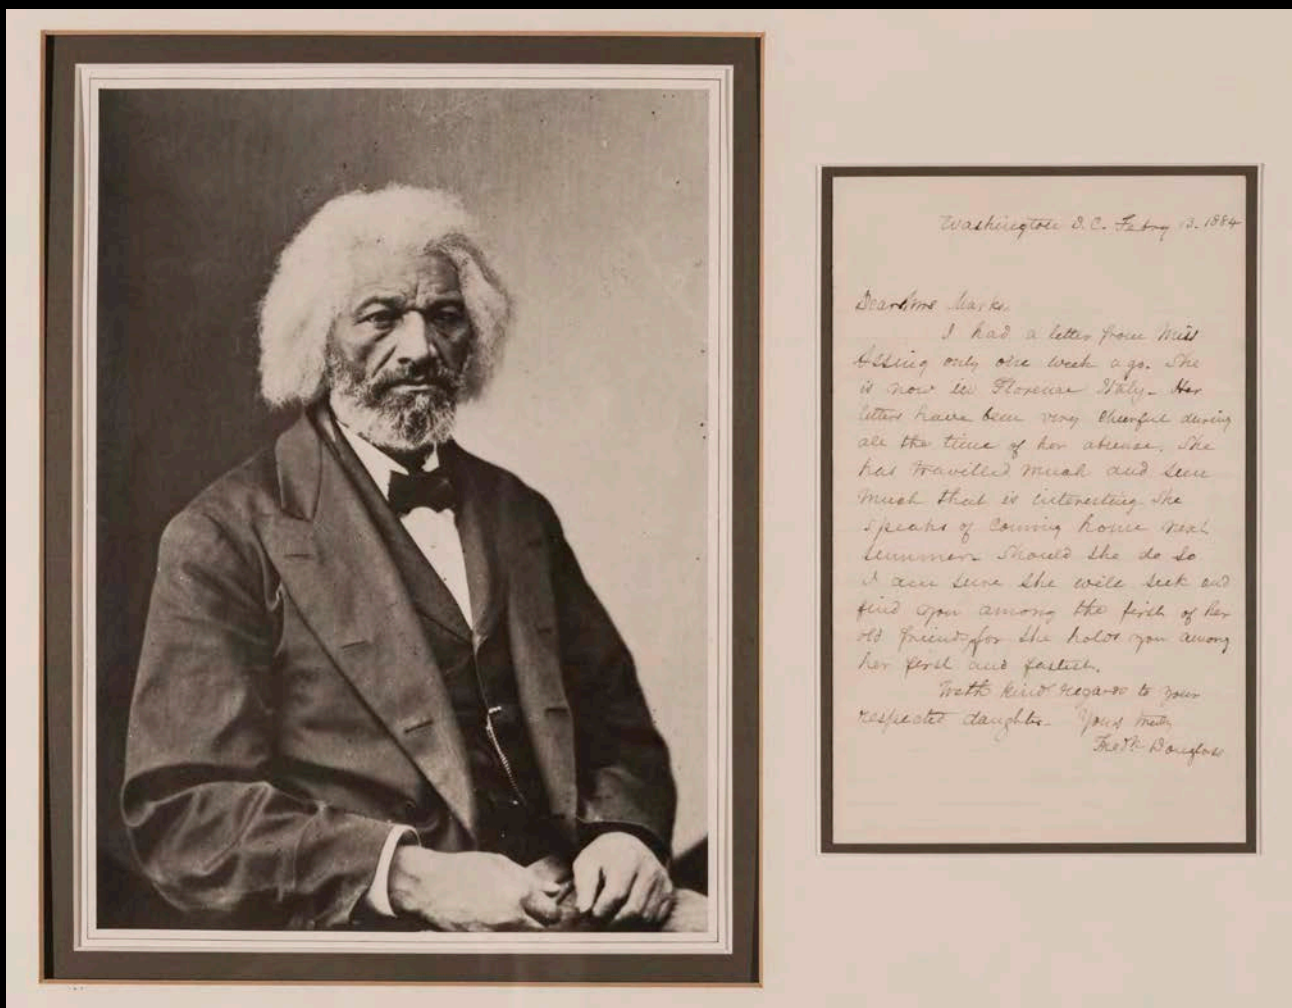 Washington D.C. Feby 13. 1884
Dear Mrs Marks.
I had a letter from Miss
Assing only one week ago. She
is now in Florence Italy - Her
letters have been very cheerful during
all the time of her absence. She
has travelled much and seen
much that is interesting She
speaks of coming home next
summer. Should she do so
I am sure she will seek and
find you among the first of her
old friends for she holds you among
her first and fastest.
With kind regards to your
respected daughter. Yours truly
Fredk Douglass